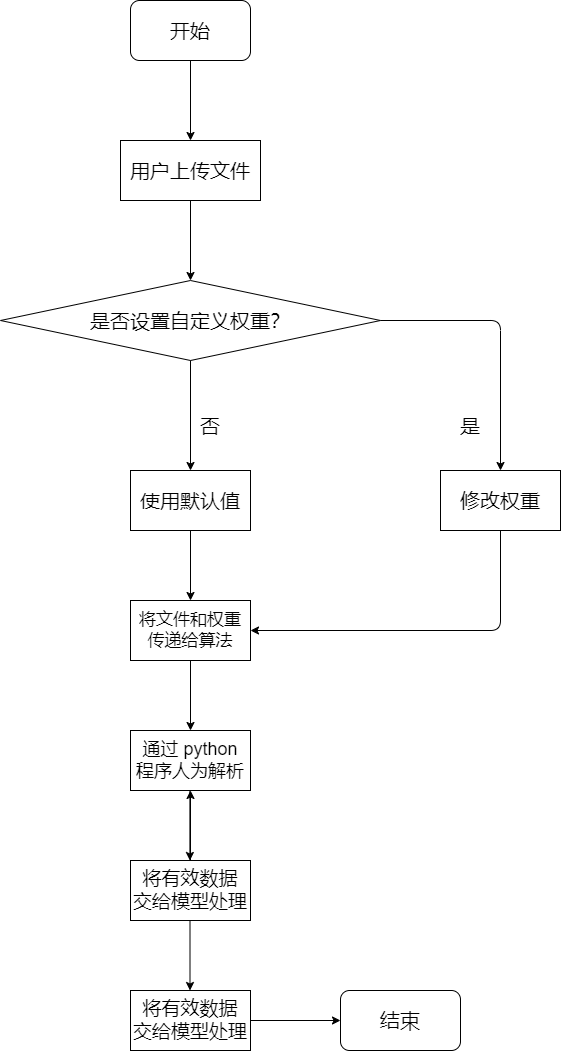 开始
用户上传文件
是否设置自定义权重?
否
是
使用默认值
修改权重
将文件和权重
传递给算法
通过 python
程序人为解析
将有效数据
交给模型处理
将有效数据
交给模型处理
结束